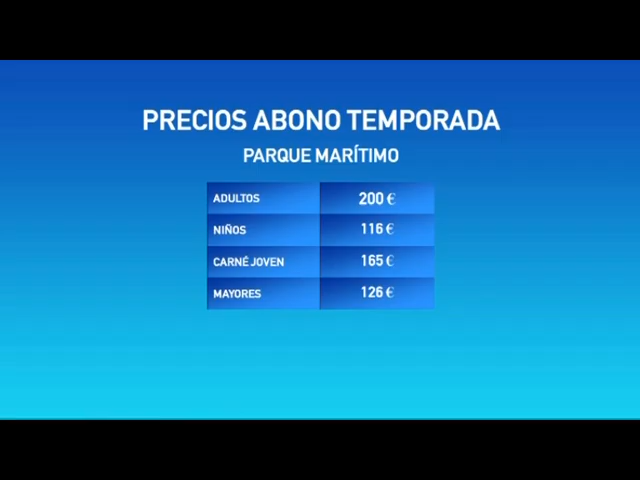 PRECIOS ABONO TEMPORADA
PARQUE MARÍTIMO
ADULTOS 200 €
NIÑOS 116 €
CARNÉ JOVEN 165 €
MAYORES 126 €